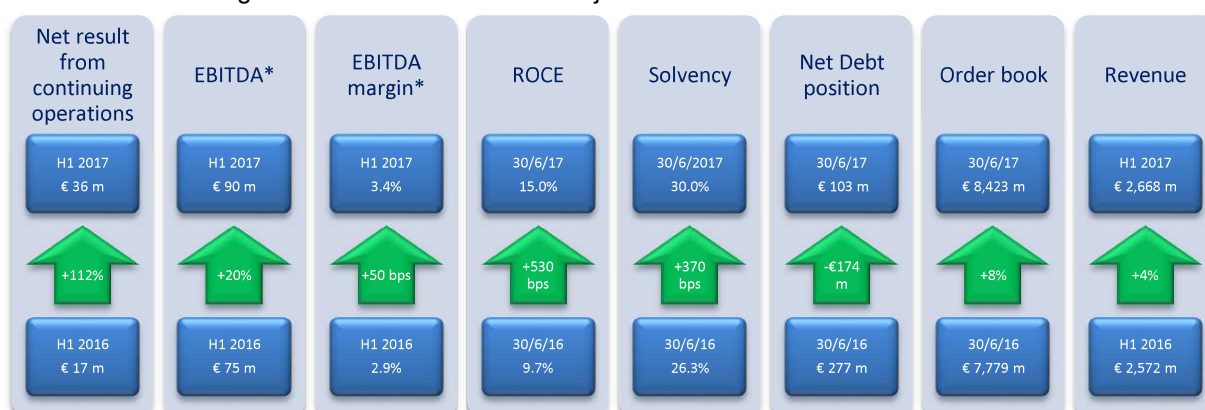 Net result
from
continuing
operations
H1 2017
€ 36 m
+112%
H1 2016
€ 17 m
EBITDA*
H1 2017
€ 90 m
+20%
H1 2016
€ 75 m
EBITDA
margin*
H1 2017
3.4%
+50 bps
H1 2016
2.9%
ROCE
30/6/17
15.0%
+530
bps
30/6/16
9.7%
Solvency
30/6/2017
30.0%
+370
bps
30/6/16
26.3%
Net Debt
position
30/6/17
€ 103 m
-€174
m
30/6/16
€ 277 m
Order book
30/6/17
€ 8,423 m
+8%
30/6/16
€ 7,779 m
Revenue
H1 2017
€ 2,668 m
+4%
H1 2016
€ 2,572 m